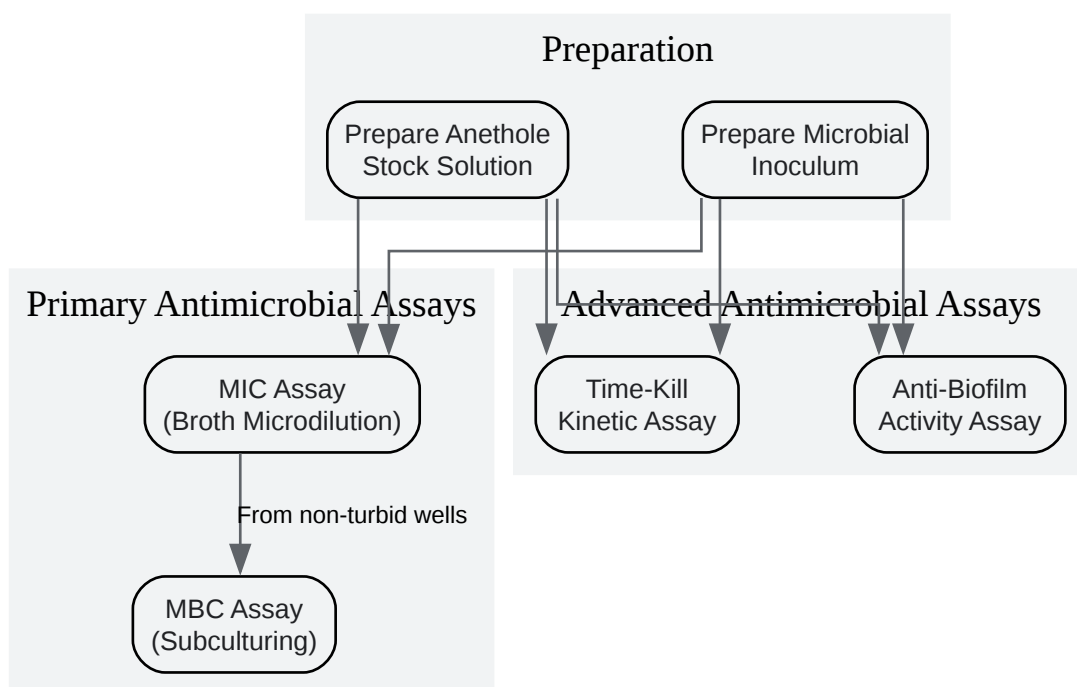 Preparation
Prepare Anethole
Stock Solution
Prepare Microbial
Inoculum
Primary Antimicrobial Assays
MIC Assay
(Broth Microdilution)
From non-turbid wells
MBC Assay
(Subculturing)
Advanced Antimicrobial Assays
Time-Kill
Kinetic Assay
Anti-Biofilm
Activity Assay